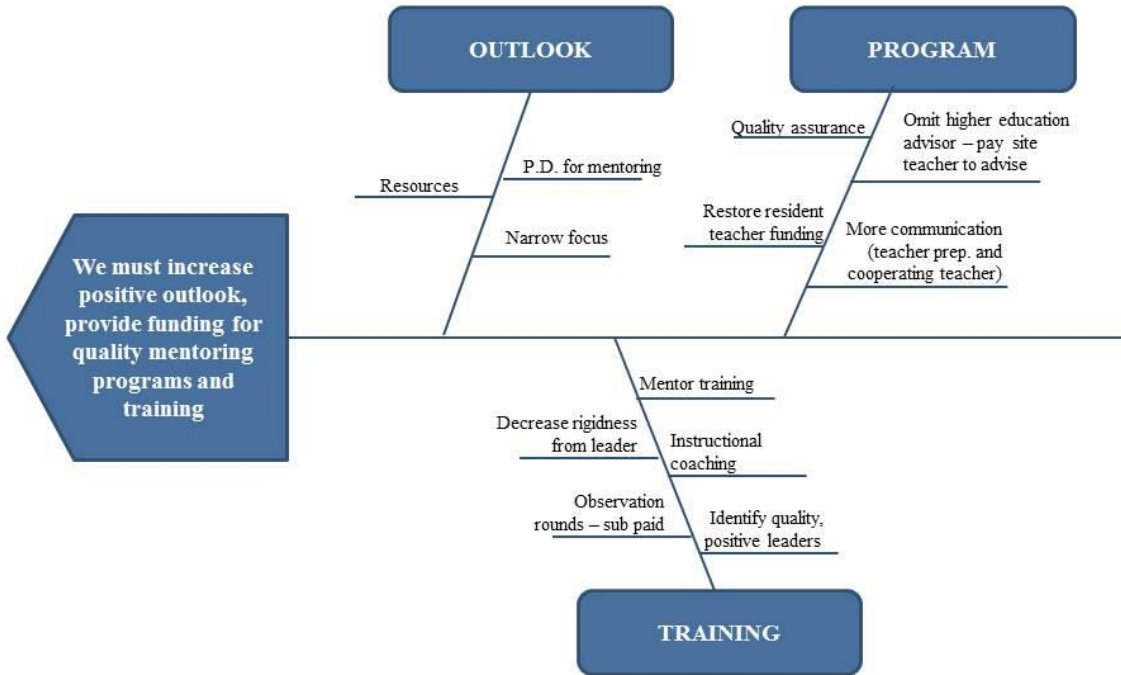 OUTLOOK
PROGRAM
Resources
P.D. for mentoring
Narrow focus
Quality assurance
Omit higher education
advisor – pay site
teacher to advise
Restore resident
teacher funding
More communication
(teacher prep. and
cooperating teacher)
We must increase
positive outlook,
provide funding for
quality mentoring
programs and
training
Mentor training
Decrease rigidness
from leader
Instructional
coaching
Observation
rounds – sub paid
Identify quality,
positive leaders
TRAINING